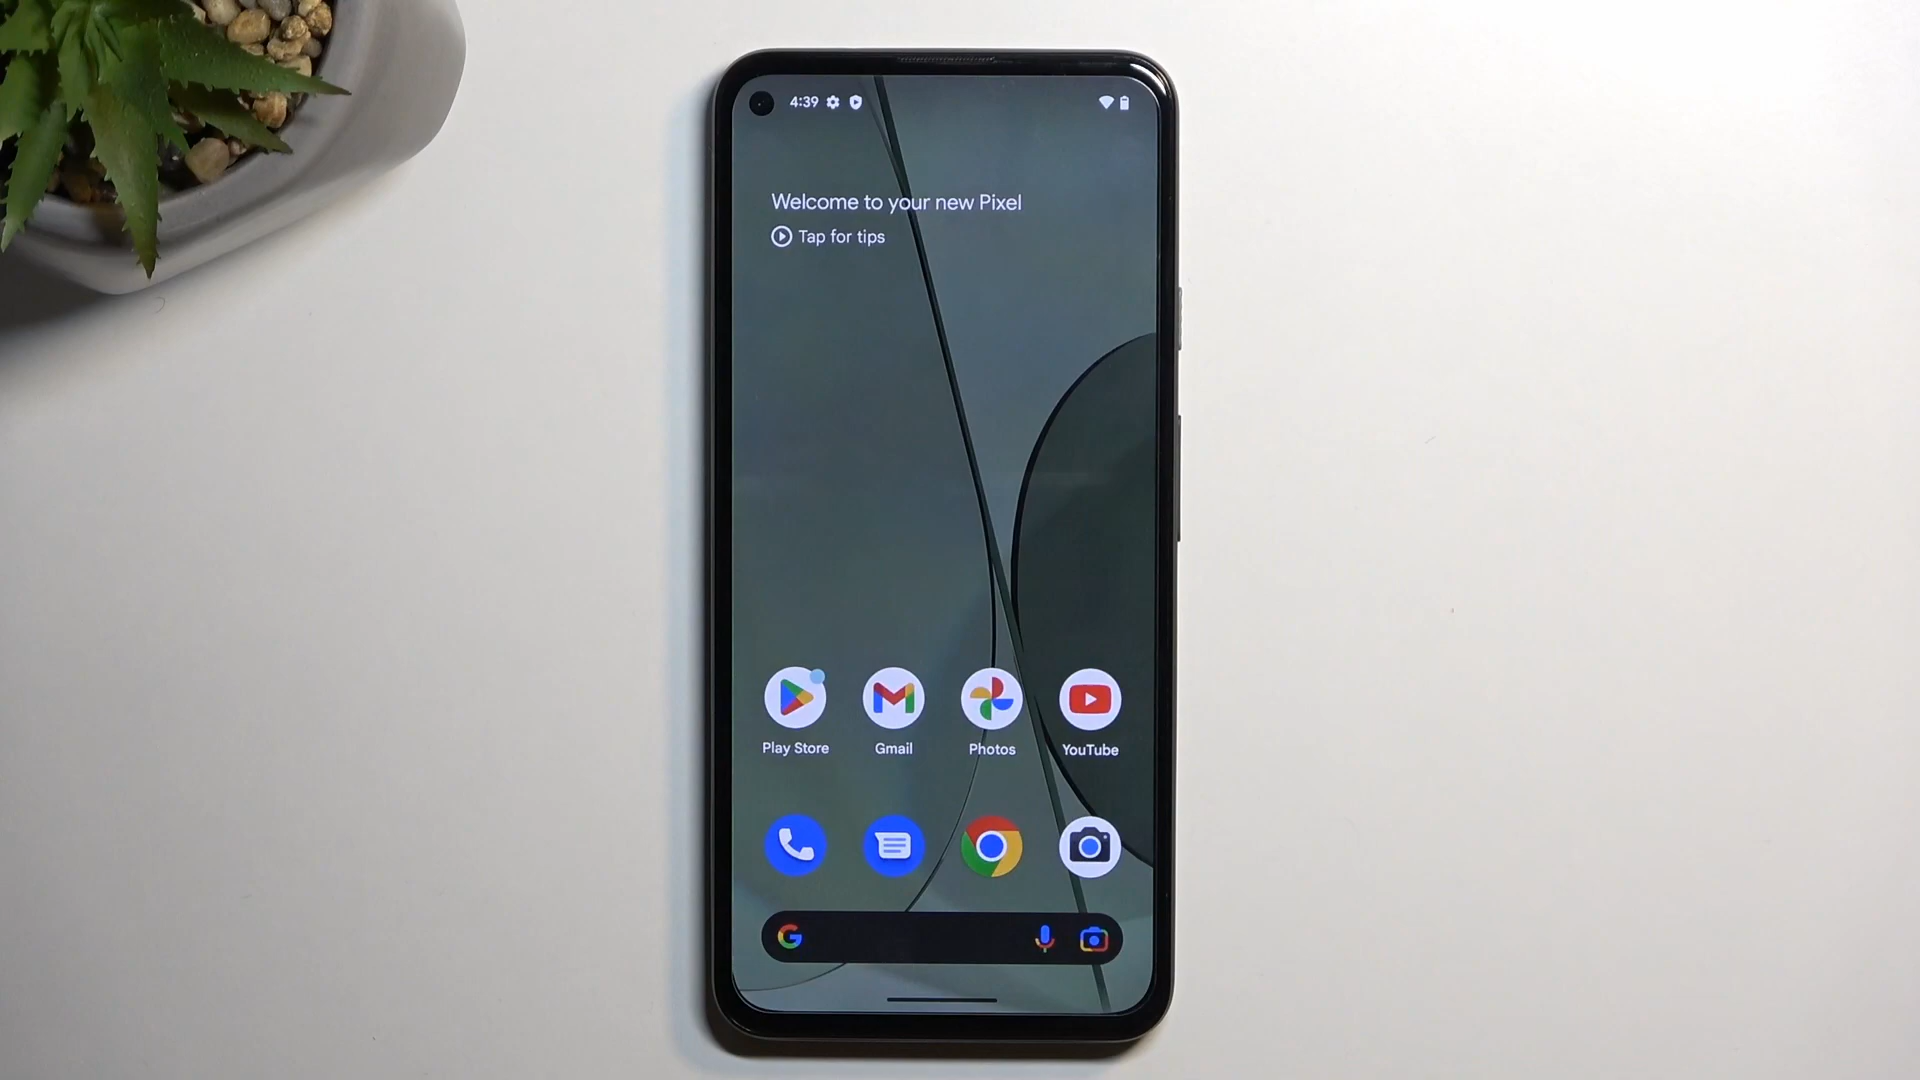 4:39
Welcome to your new Pixel
Tap for tips
Play Store
Gmail
Photos
YouTube